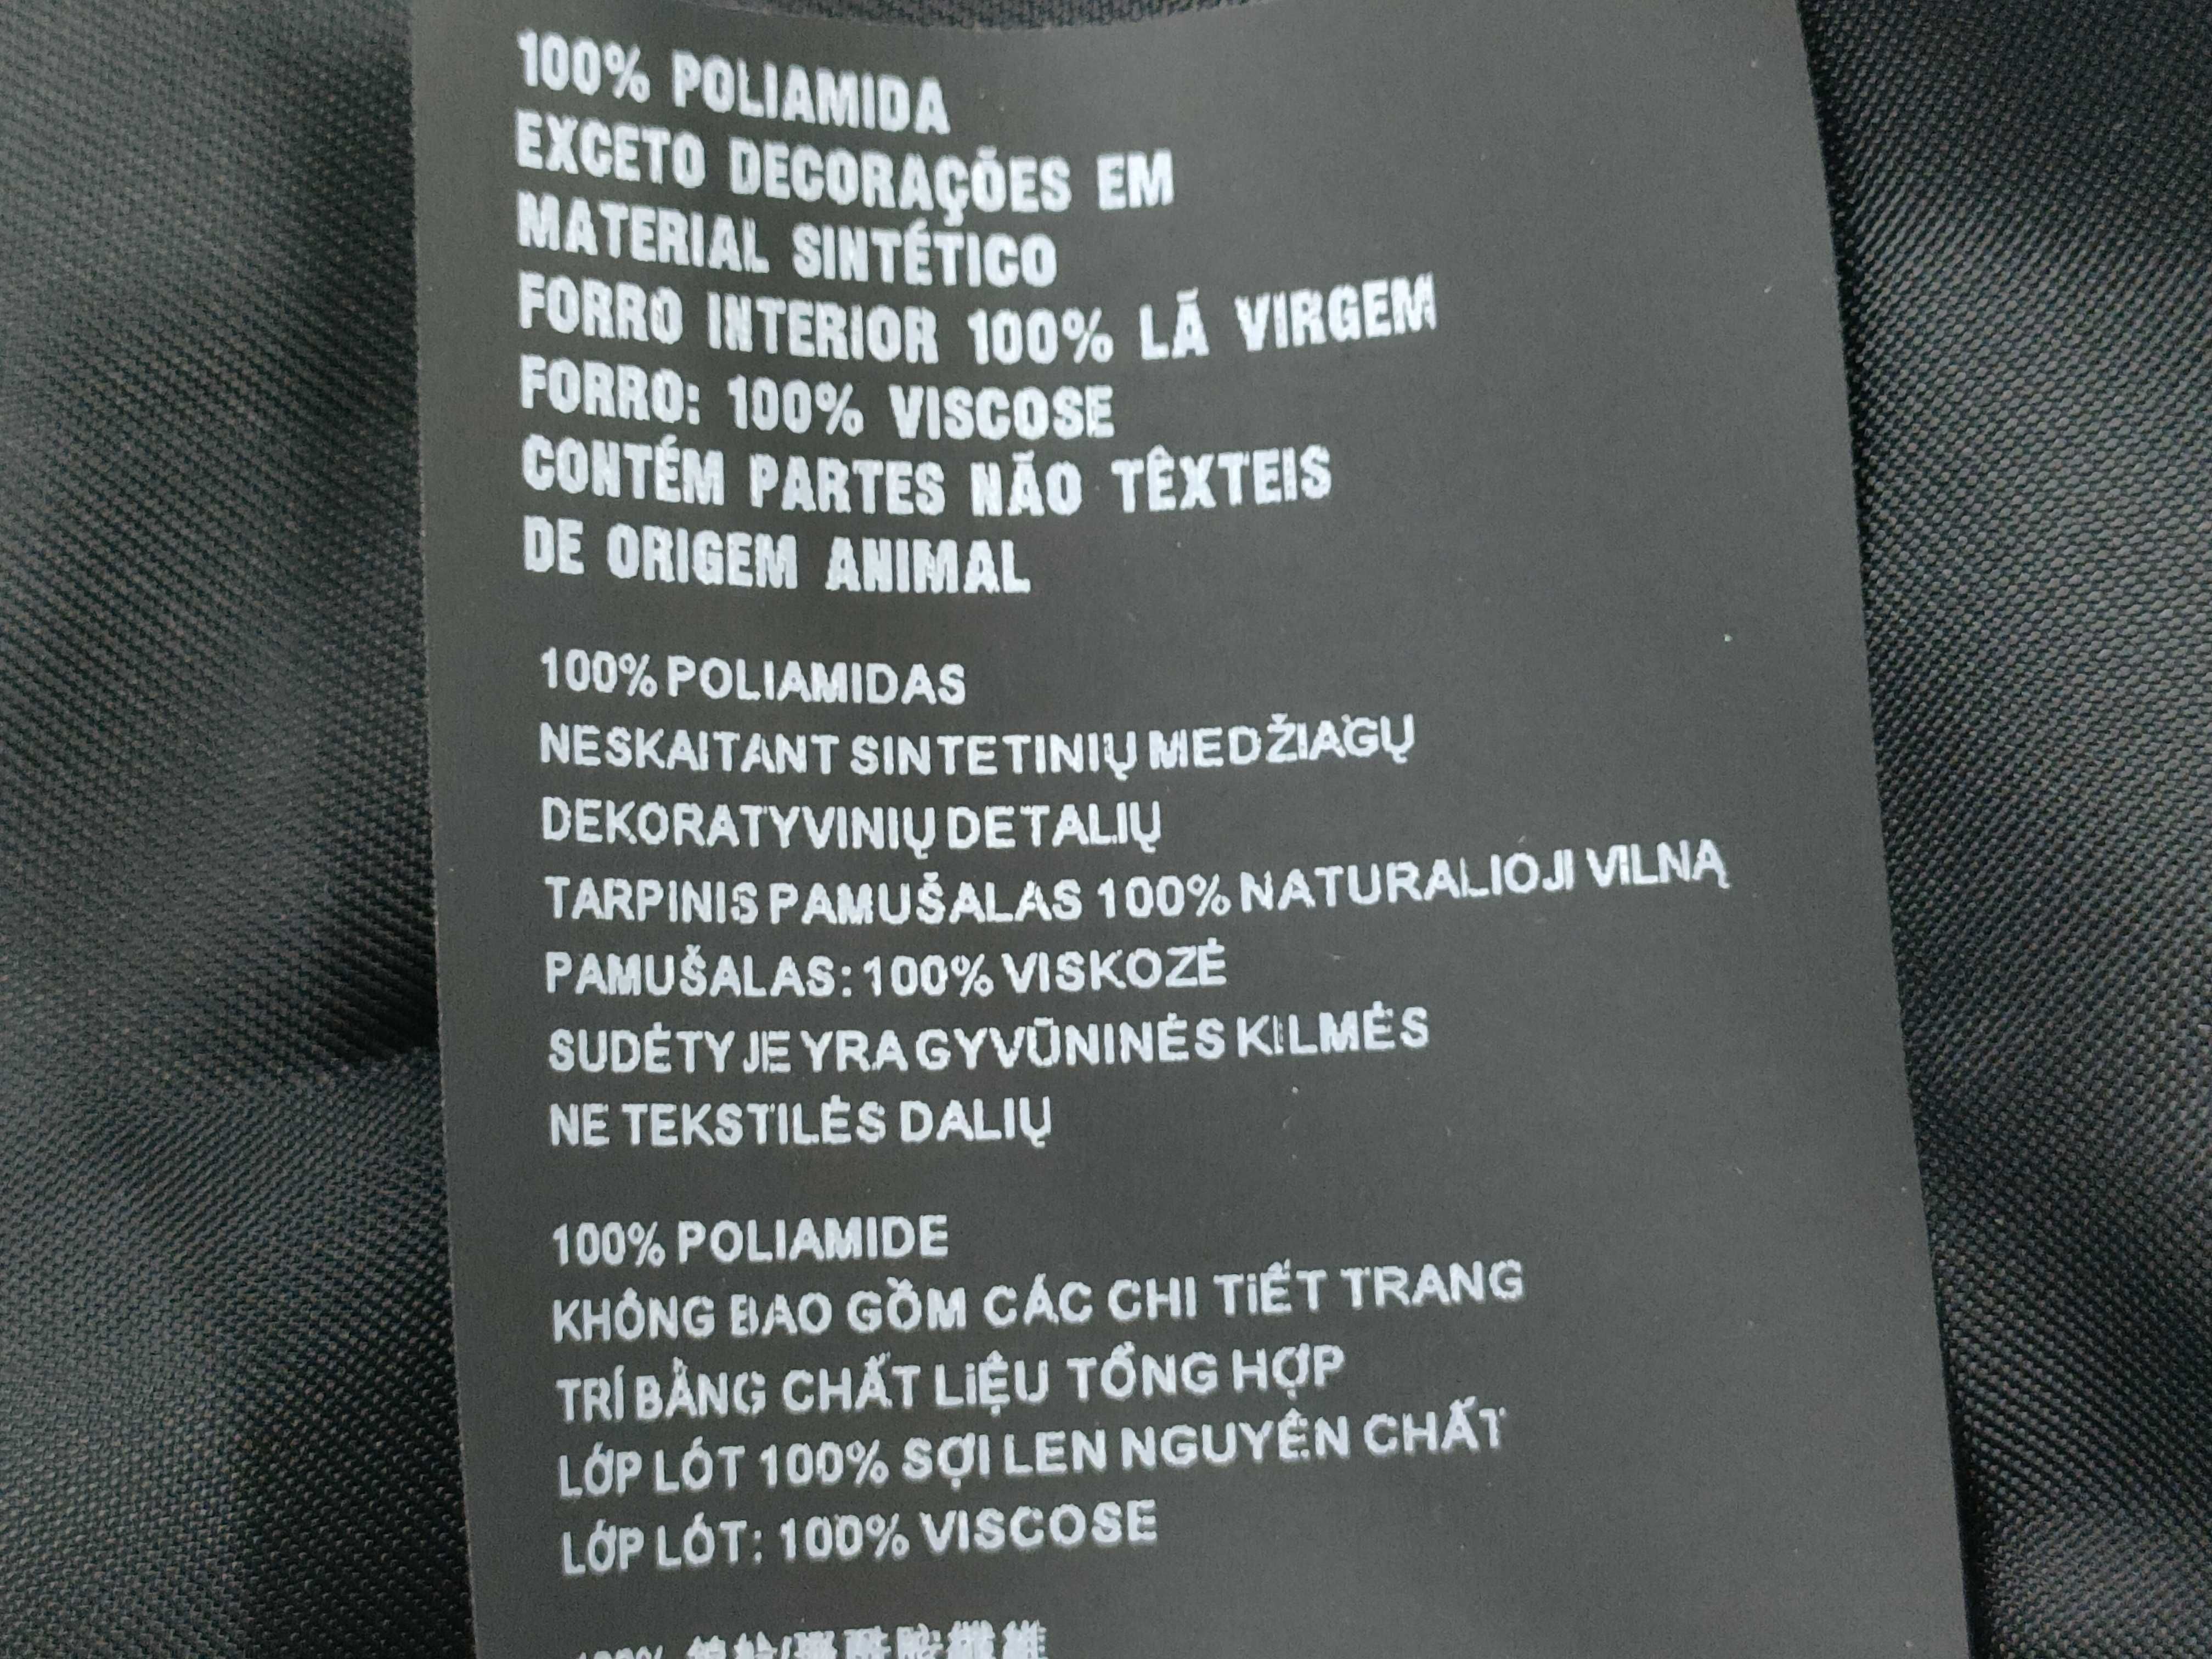 100% POLIAMIDA
EXCETO DECORAÇÕES EM
MATERIAL SINTÉTICO
FORRO INTERIOR 100% LÃ VIRGEM
FORRO: 100% VISCOSE
CONTÉM PARTES NÃO TÊXTEIS
DE ORIGEM ANIMAL
100% POLIAMIDAS
NESKAITANT SINTETINIŲ MEDŽIAGŲ
DEKORATYVINIŲ DETALIŲ
TARPINIS PAMUŠALAS 100% NATURALIOJI VILNĄ
PAMUŠALAS: 100% VISKOZĖ
SUDĖTYJE YRA GYVŪNINĖS KILMĖS
NE TEKSTILĖS DALIŲ
100% POLIAMIDE
KHÔNG BAO GỒM CÁC CHI TIẾT TRANG
TRÍ BẰNG CHẤT LIỆU TỔNG HỢP
LỚP LÓT 100% SỢI LEN NGUYÊN CHẤT
LỚP LÓT: 100% VISCOSE
100%